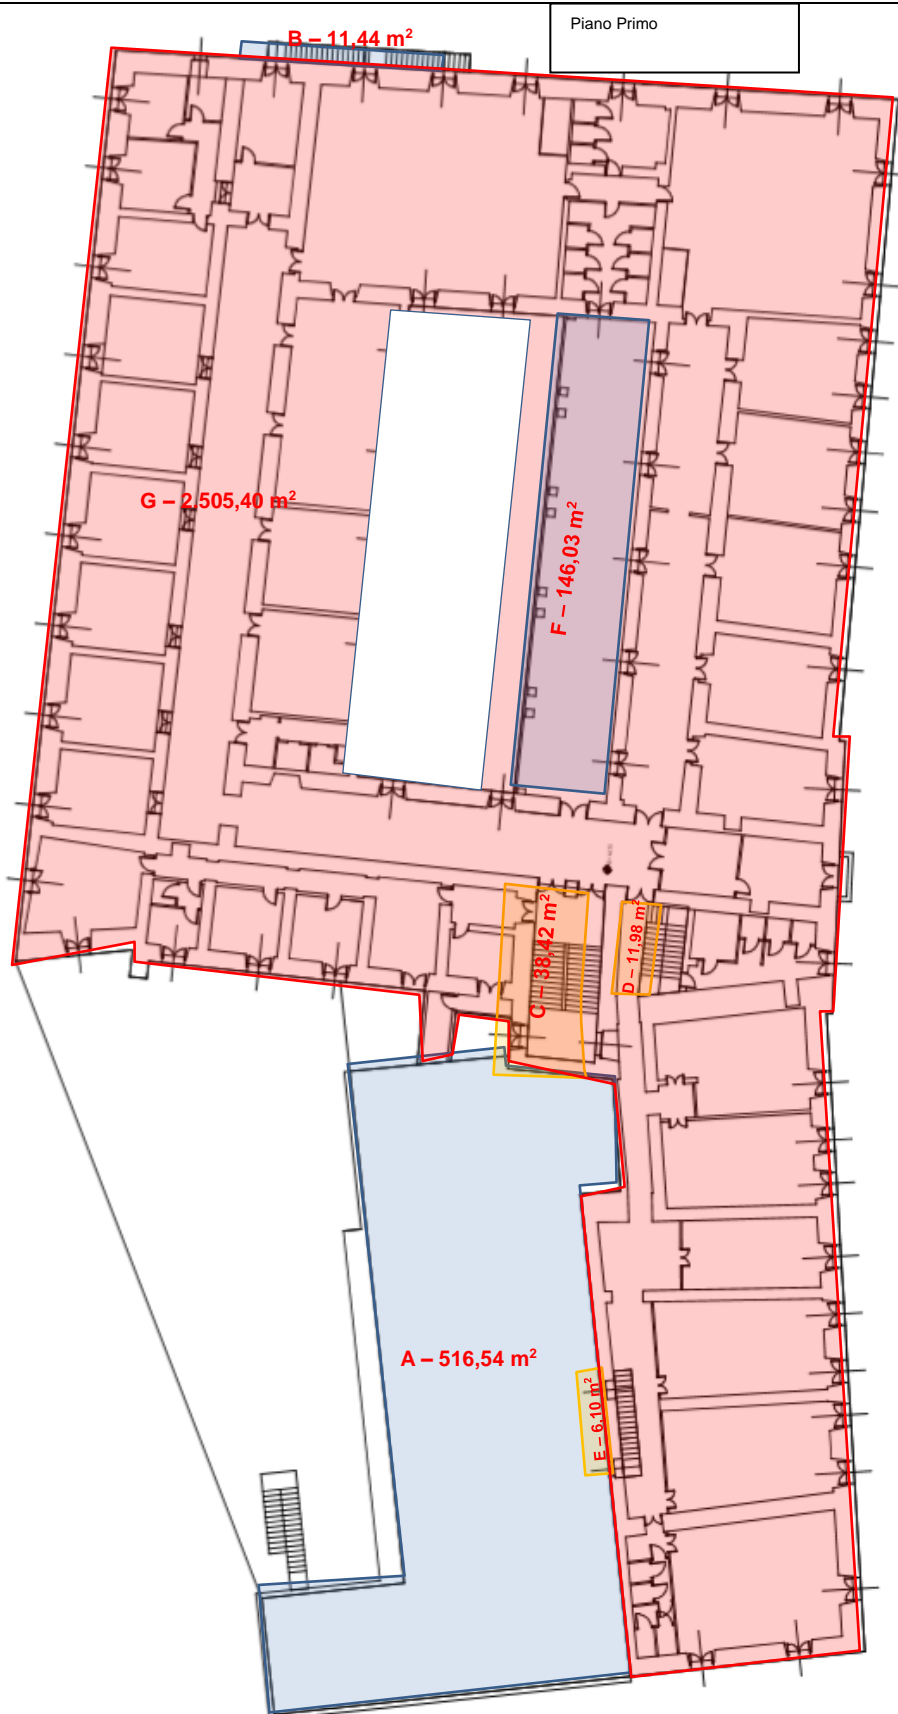 Piano Primo
B – 11,44 m²
G – 2.505,40 m²
F – 146,03 m²
C – 38,42 m²
D – 11,98 m²
A – 516,54 m²
E – 6,10 m²